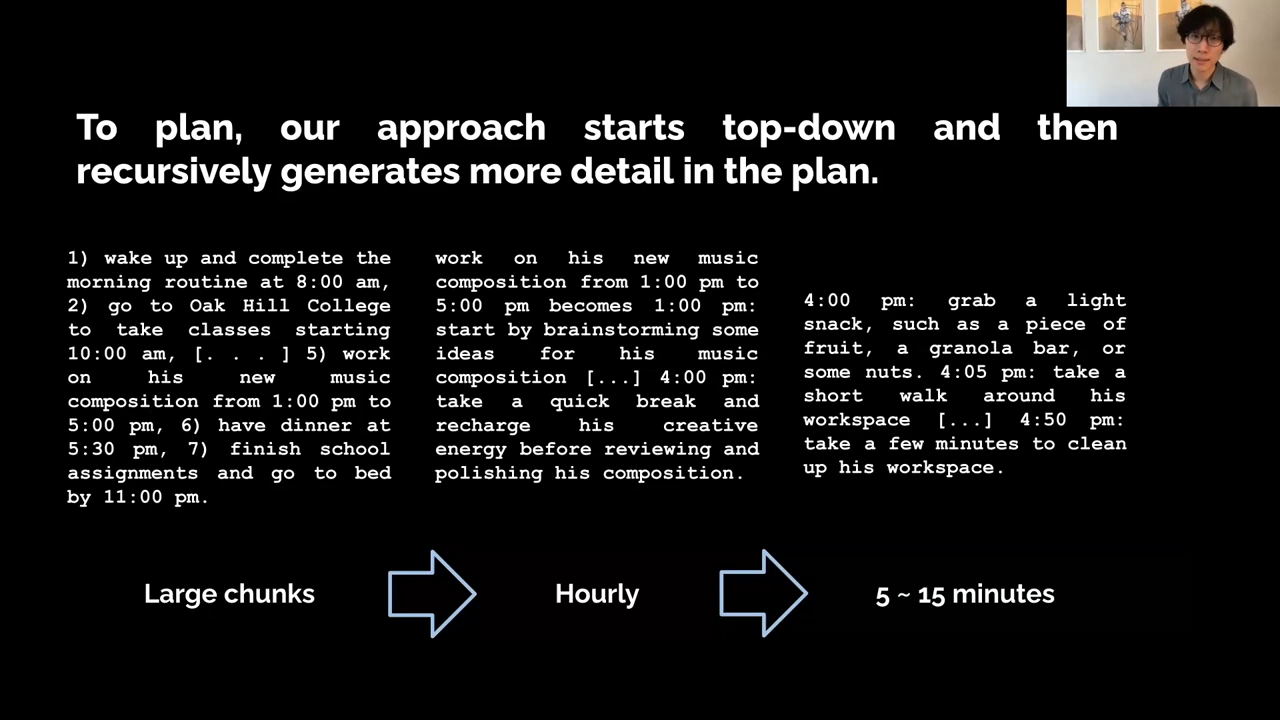 To plan, our approach starts top-down and then
recursively generates more detail in the plan.
1) wake up and complete the
morning routine at 8:00 am,
2) go to Oak Hill College
to take classes starting
10:00 am, [. . . ] 5) work
on his new music
composition from 1:00 pm to
5:00 pm, 6) have dinner at
5:30 pm, 7) finish school
assignments and go to bed
by 11:00 pm.
work on his new music
composition from 1:00 pm to
5:00 pm becomes 1:00 pm:
start by brainstorming some
ideas for his music
composition [...] 4:00 pm:
take a quick break and
recharge his creative
energy before reviewing and
polishing his composition.
4:00 pm: grab a light
snack, such as a piece of
fruit, a granola bar, or
some nuts. 4:05 pm: take a
short walk around his
workspace [...] 4:50 pm:
take a few minutes to clean
up his workspace.
Large chunks
Hourly
5 ~ 15 minutes